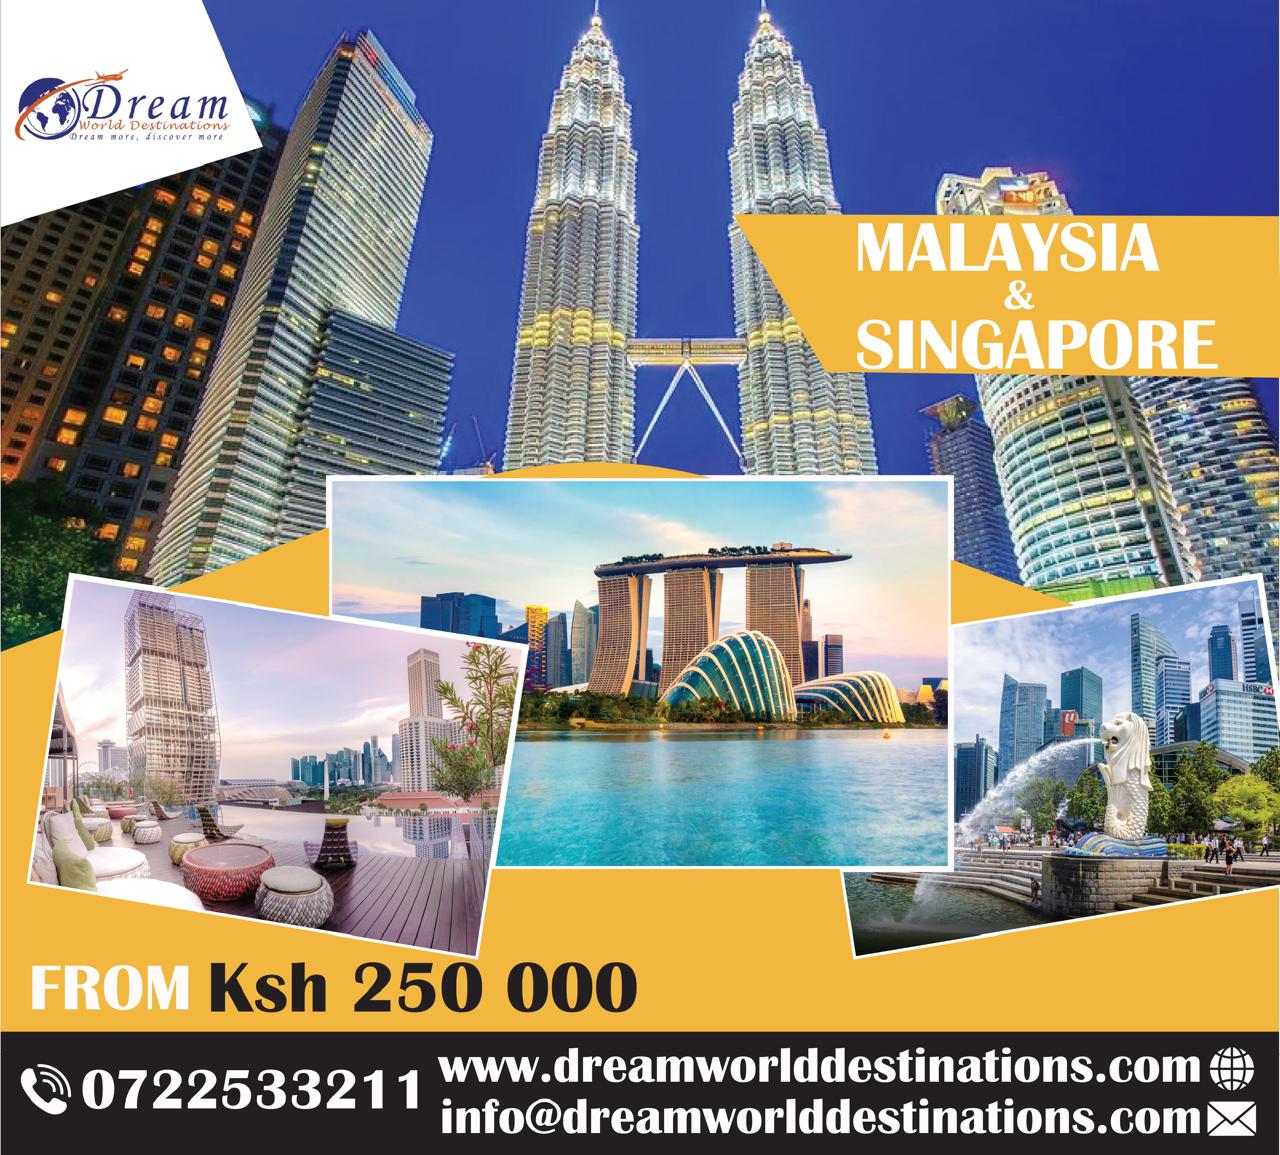 Dream
World Destinations
Dream more, discover more
MALAYSIA
&
SINGAPORE
HSBC
FROM Ksh 250 000
0722533211
www.dreamworlddestinations.com
info@dreamworlddestinations.com